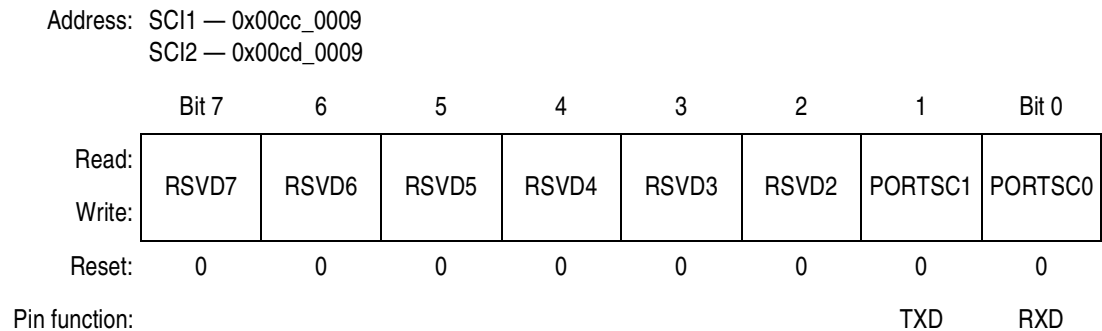 Address: SCI1 — 0x00cc_0009
SCI2 — 0x00cd_0009
Bit 7 6 5 4 3 2 1 Bit 0
Read:
RSVD7 RSVD6 RSVD5 RSVD4 RSVD3 RSVD2 PORTSC1 PORTSC0
Write:
Reset: 0 0 0 0 0 0 0 0
Pin function: TXD RXD